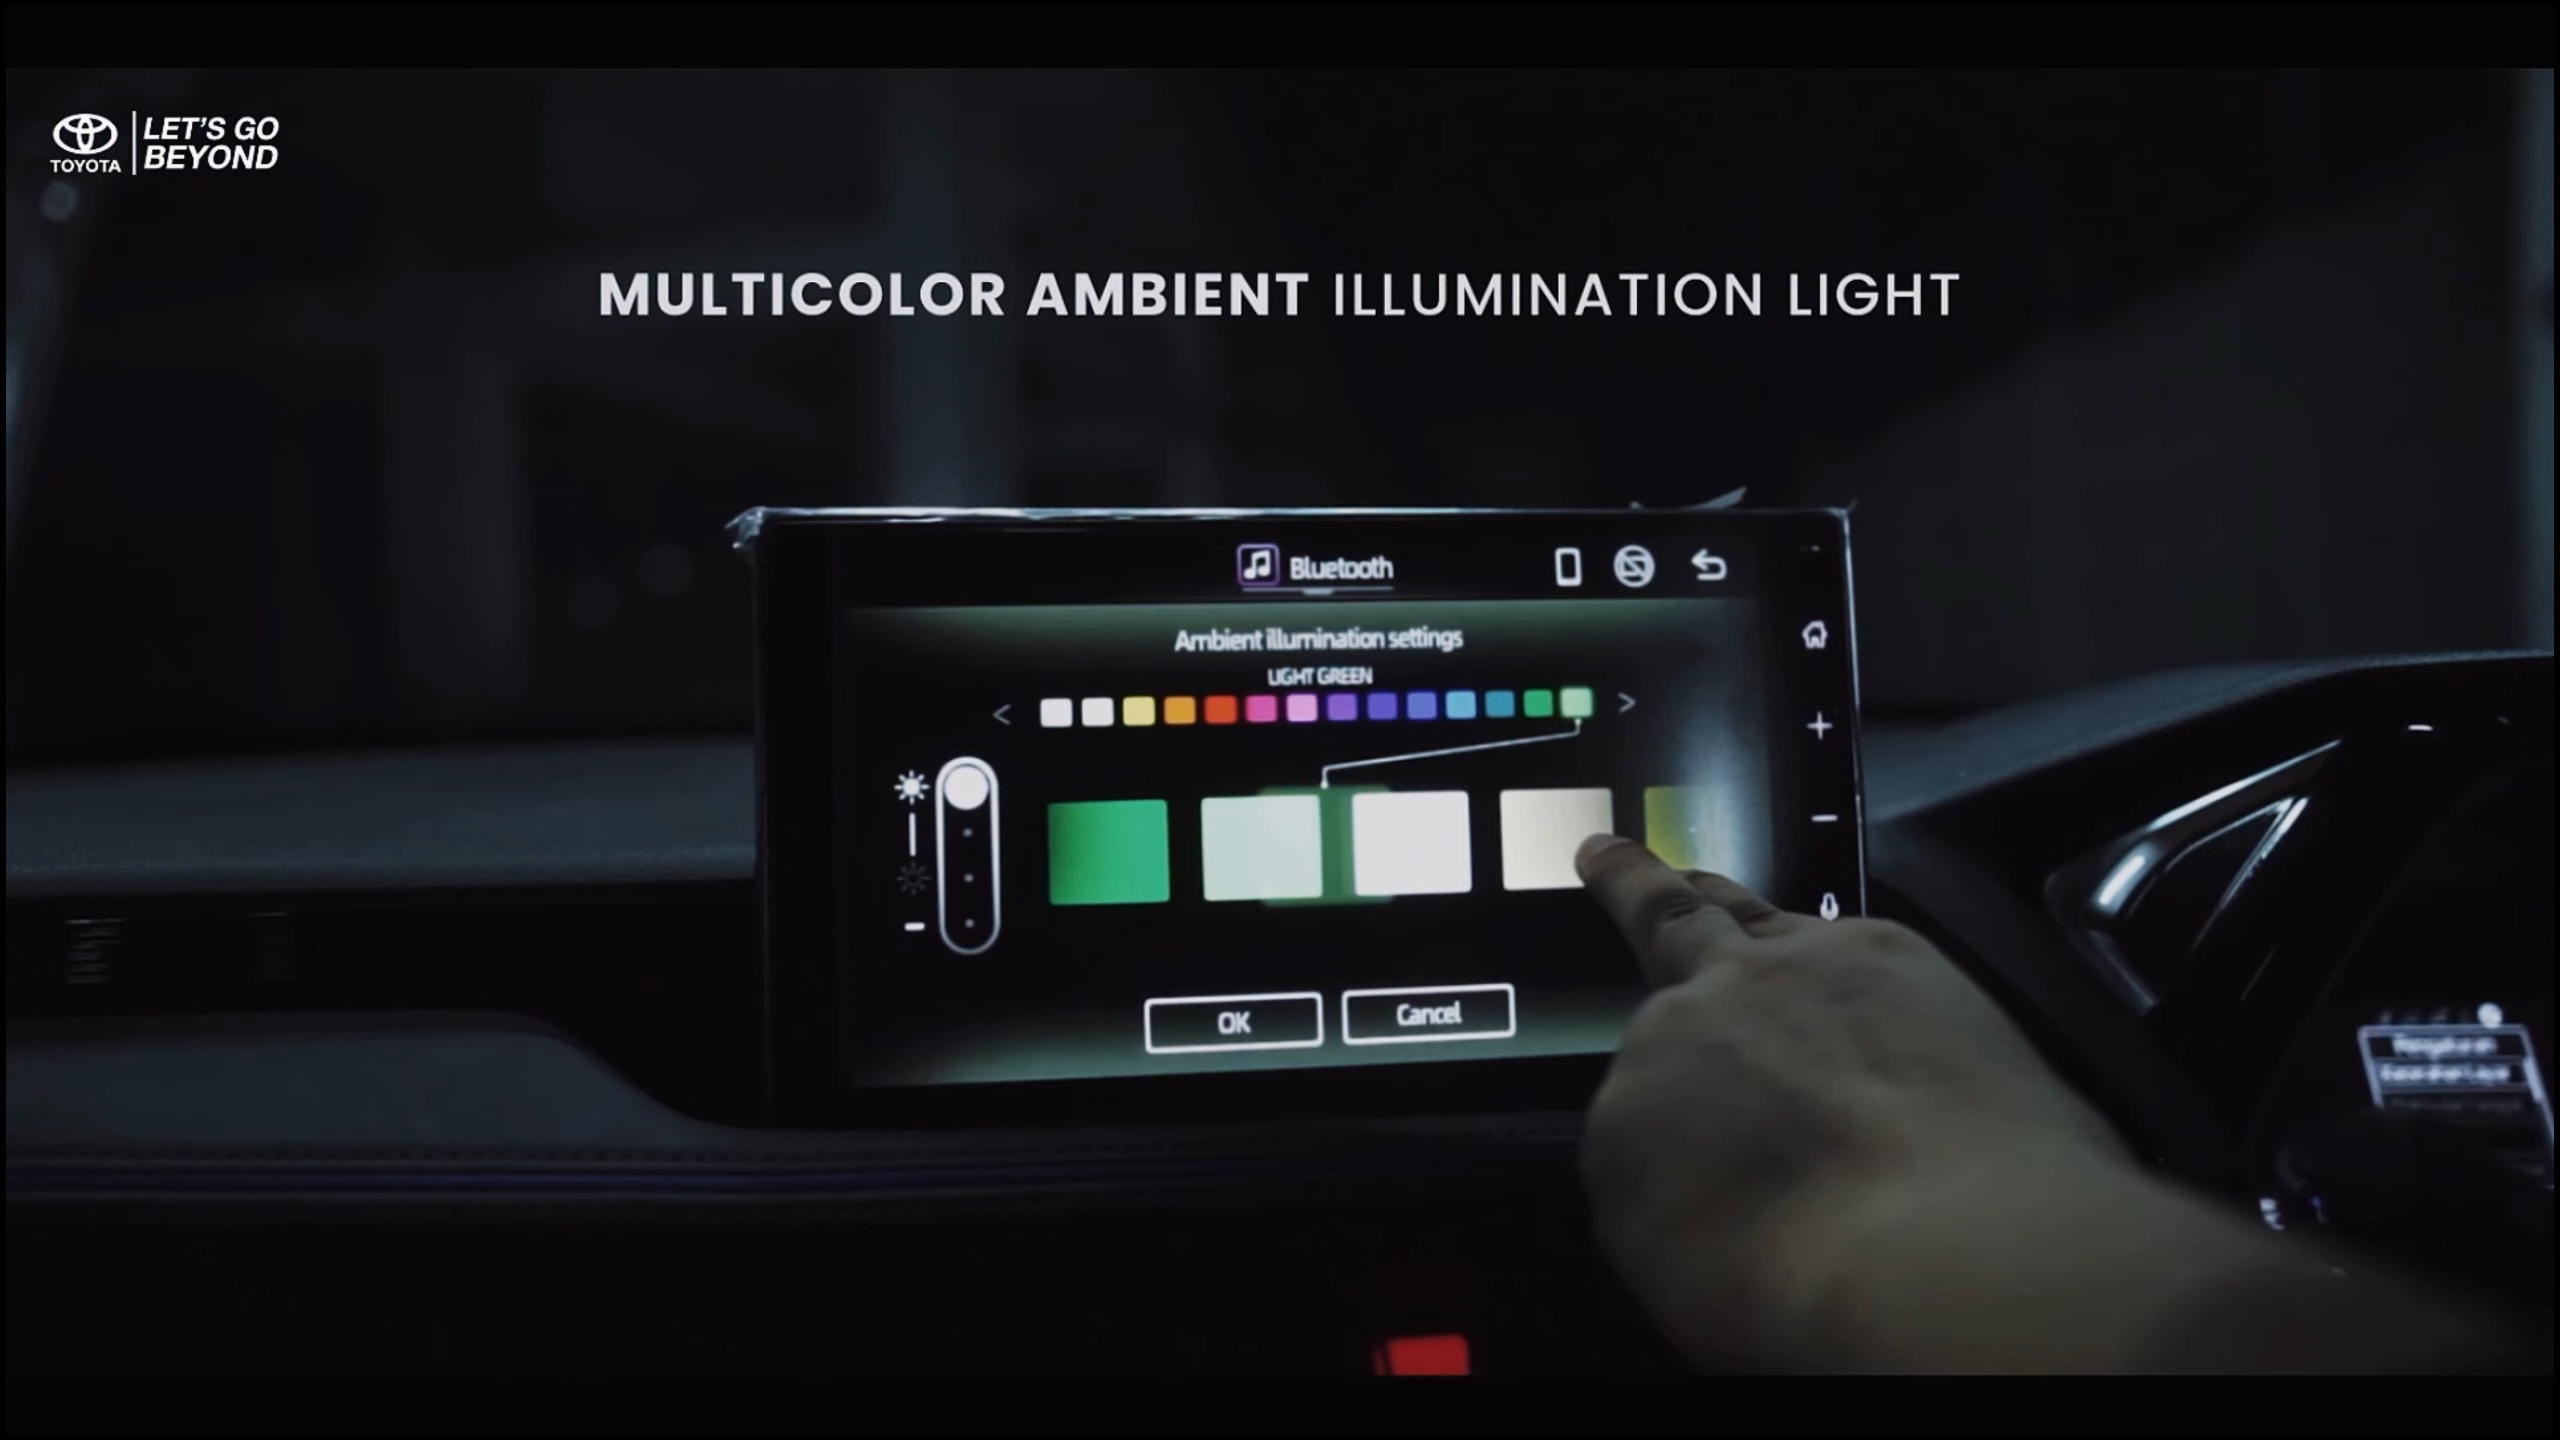 TOYOTA
LET'S GO
BEYOND
MULTICOLOR AMBIENT ILLUMINATION LIGHT
Bluetooth
Ambient illumination settings
LIGHT GREEN
OK
Cancel